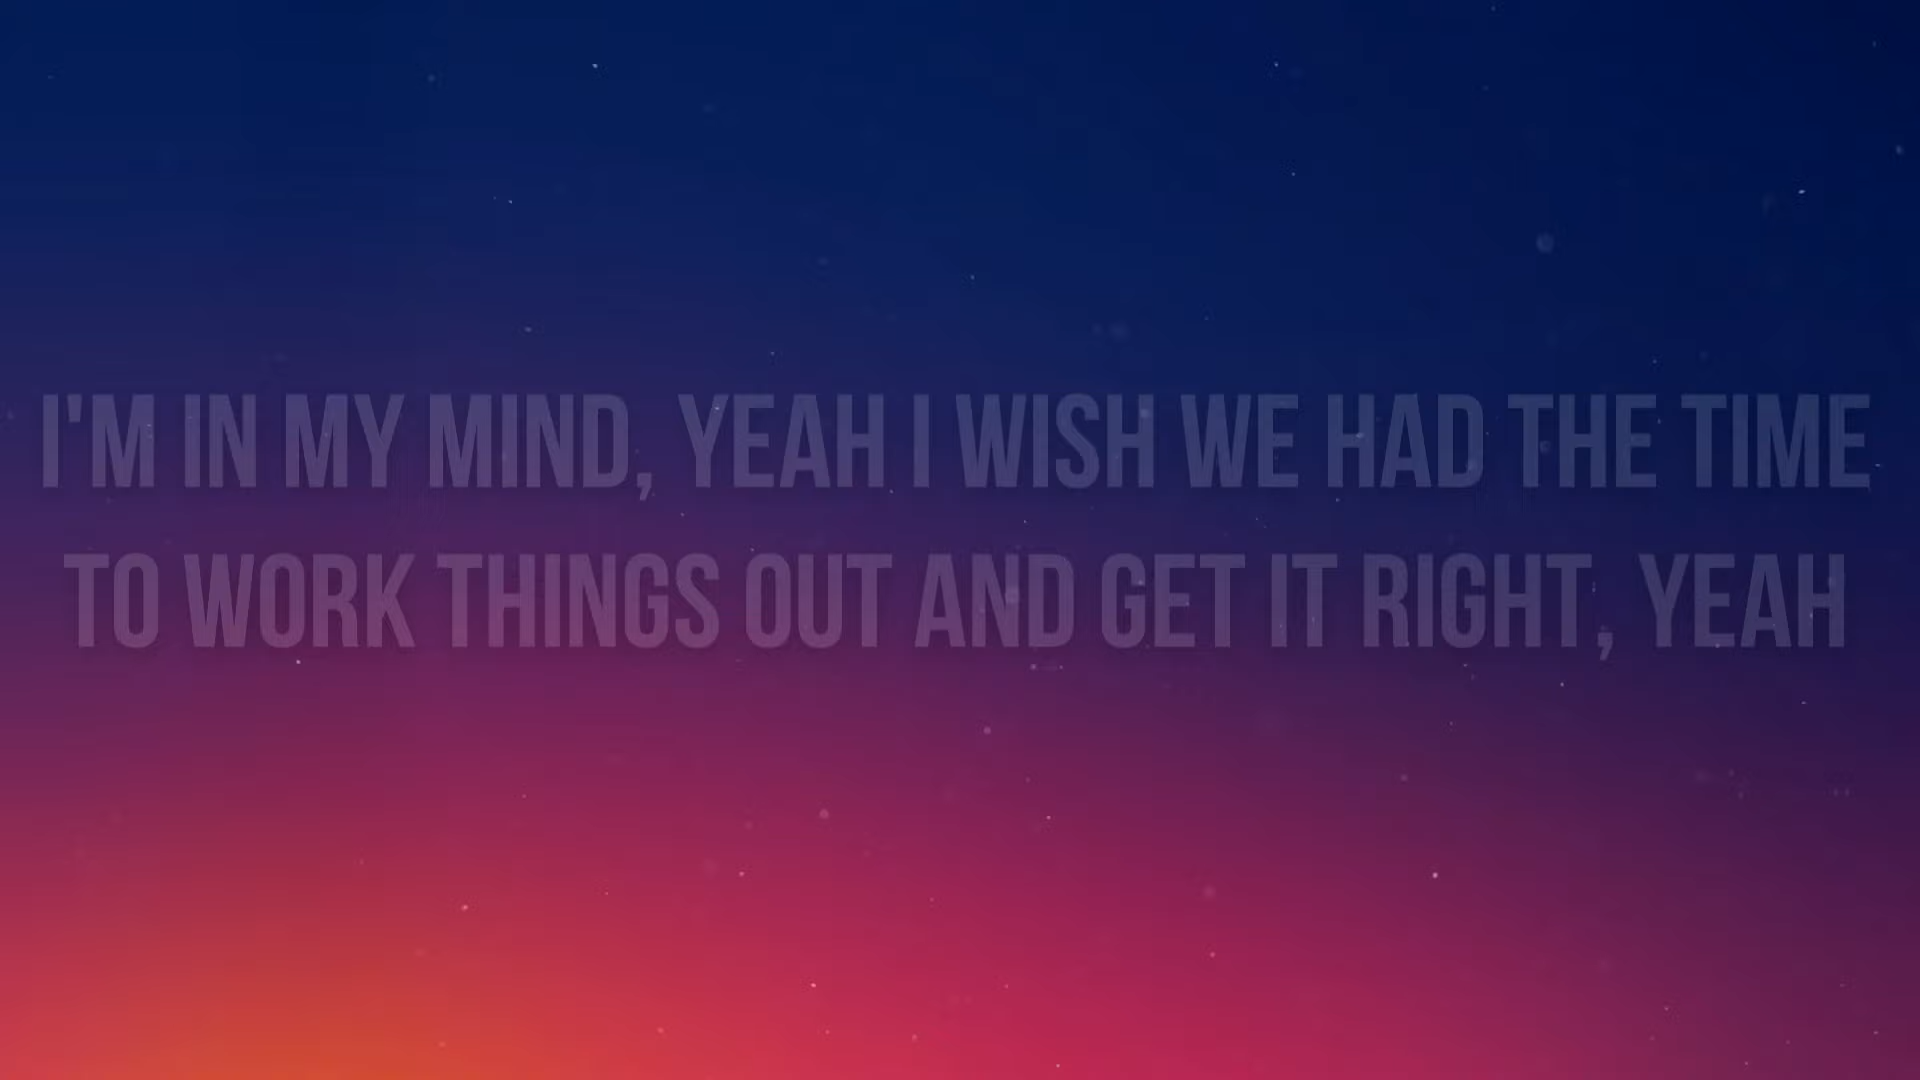 I'M IN MY MIND, YEAH I WISH WE HAD THE TIME
TO WORK THINGS OUT AND GET IT RIGHT, YEAH